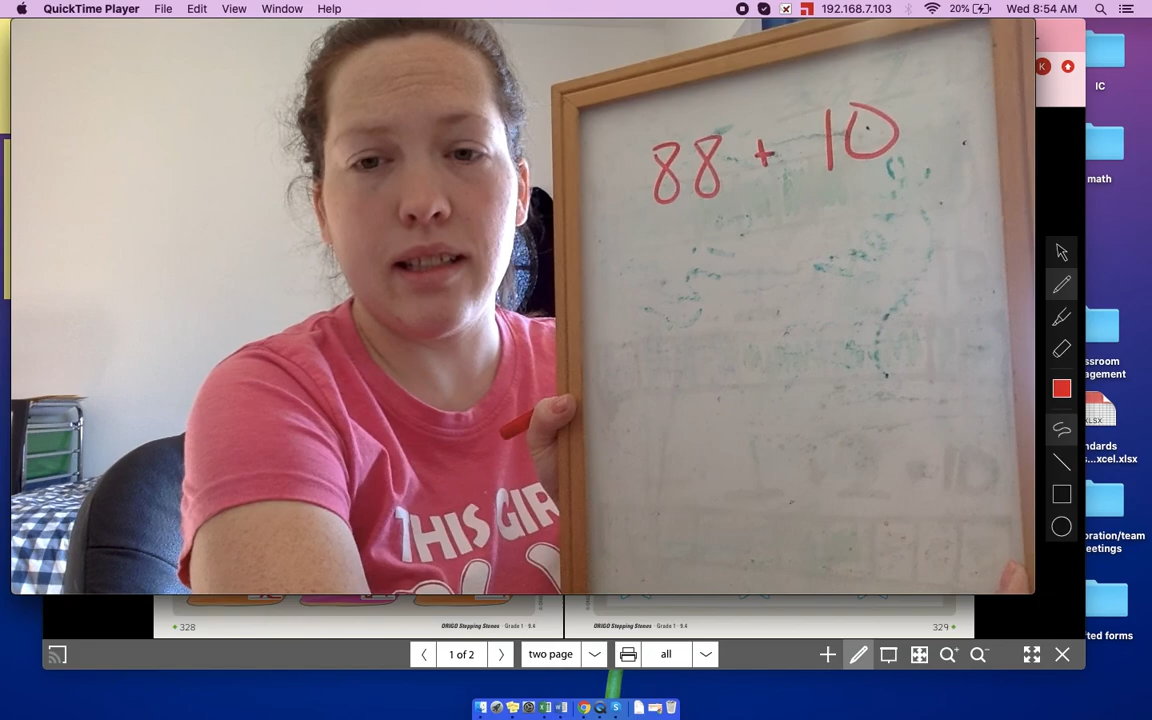 QuickTime Player File Edit View Window Help
192.168.7.103 20% Wed 8:54 AM
K
IC
math
88 + 10
THIS GIR
ssroom
agement
XLSX
ndards
s...xcel.xlsx
oration/team
eetings
fted forms
328 ORIGO Stepping Stones · Grade 1 · 9.4
ORIGO Stepping Stones · Grade 1 · 9.4 329
1 of 2 two page all